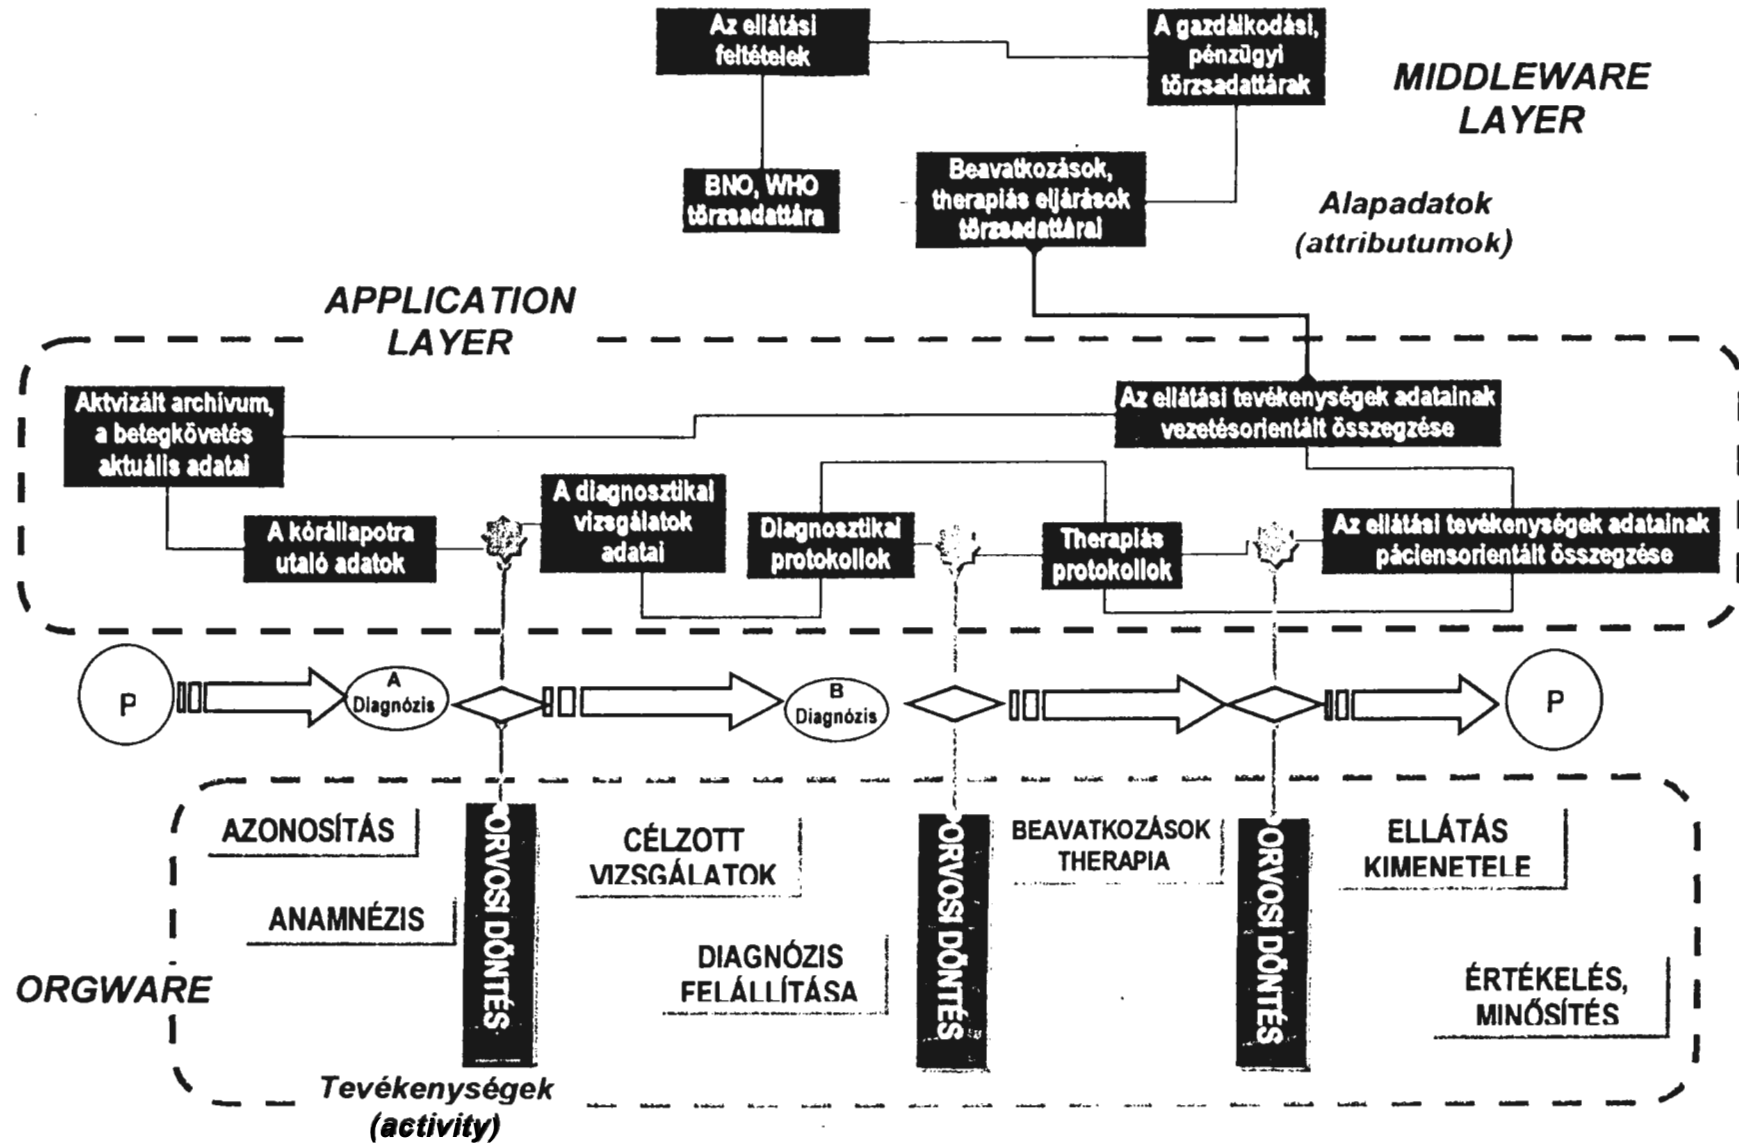 Az ellátási
feltételek
A gazdálkodási,
pénzügyi
törzsadattárak
MIDDLEWARE
LAYER
BNO, WHO
törzsadattára
Beavatkozások,
therapiás eljárások
törzsadattárai
Alapadatok
(attributumok)
APPLICATION
LAYER
Aktvizált archívum,
a betegkövetés
aktuális adatai
Az ellátási tevékenységek adatainak
vezetésorientált összegzése
A kórállapotra
utaló adatok
A diagnosztikai
vizsgálatok
adatai
Diagnosztikai
protokollok
Therapiás
protokollok
Az ellátási tevékenységek adatainak
páciensorientált összegzése
P
A
Diagnózis
B
Diagnózis
P
AZONOSÍTÁS
ANAMNÉZIS
ORVOSI DÖNTÉS
CÉLZOTT
VIZSGÁLATOK
DIAGNÓZIS
FELÁLLÍTÁSA
ORVOSI DÖNTÉS
BEAVATKOZÁSOK
THERAPIA
ORVOSI DÖNTÉS
ELLÁTÁS
KIMENETELE
ÉRTÉKELÉS,
MINŐSÍTÉS
ORGWARE
Tevékenységek
(activity)